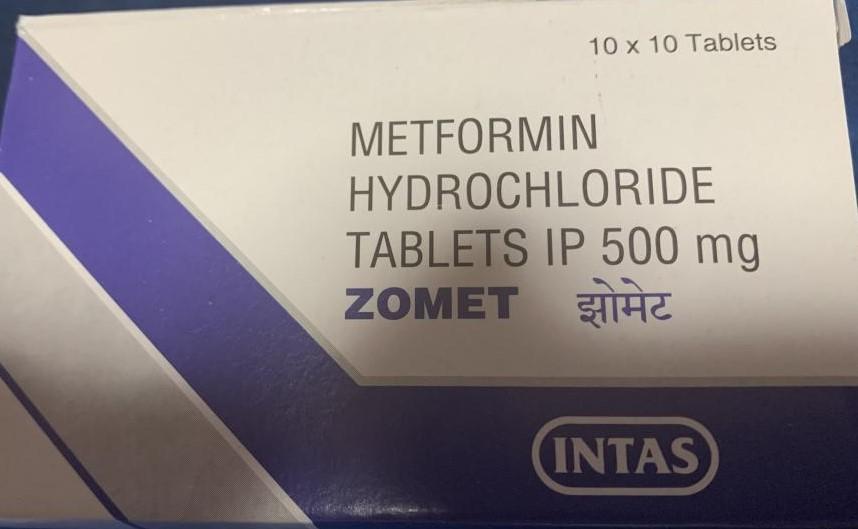 10 x 10 Tablets
METFORMIN
HYDROCHLORIDE
TABLETS IP 500 mg
ZOMET झोमेट
INTAS